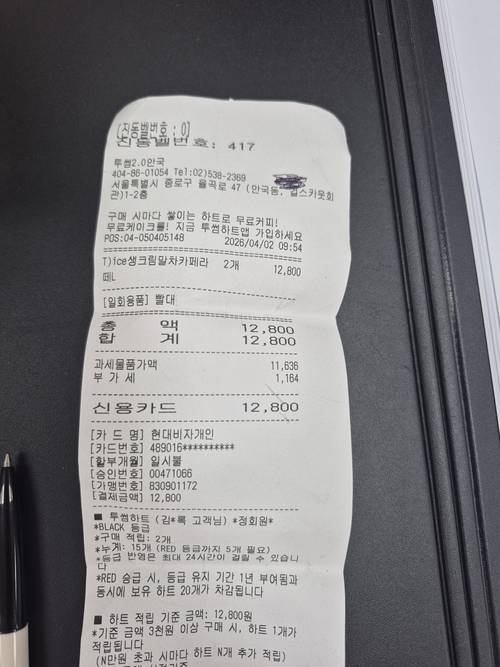 [진동벨번호 : 0]
진동벨번호: 417
투썸2.0안국
404-86-01054 Tel:02)538-2369
서울특별시 종로구 율곡로 47 (안국동, 걸스카웃회
관)1-2층
구매 시마다 쌓이는 하트로 무료커피!
무료케이크를! 지금 투썸하트앱 가입하세요
POS:04-050405148 2026/04/02 09:54
T)ice생크림말차카페라 2개 12,800
떼L
[일회용품] 빨대
총 액 12,800
합 계 12,800
과세물품가액 11,636
부 가 세 1,164
신용카드 12,800
[카 드 명] 현대비자개인
[카드번호] 489016**********
[할부개월] 일시불
[승인번호] 00471066
[가맹번호] 830901172
[결제금액] 12,800
■ 투썸하트 (김*록 고객님) *정회원*
*BLACK 등급
*구매 적립: 2개
*누계: 15개 (RED 등급까지 5개 필요)
*등급 반영은 최대 24시간이 걸릴 수 있습니
다
*RED 승급 시, 등급 유지 기간 1년 부여됨과
동시에 보유 하트 20개가 차감됩니다
■ 하트 적립 기준 금액: 12,800원
*기준 금액 3천원 이상 구매 시, 하트 1개가
적립됩니다
(N만원 초과 시마다 하트 N개 추가 적립)